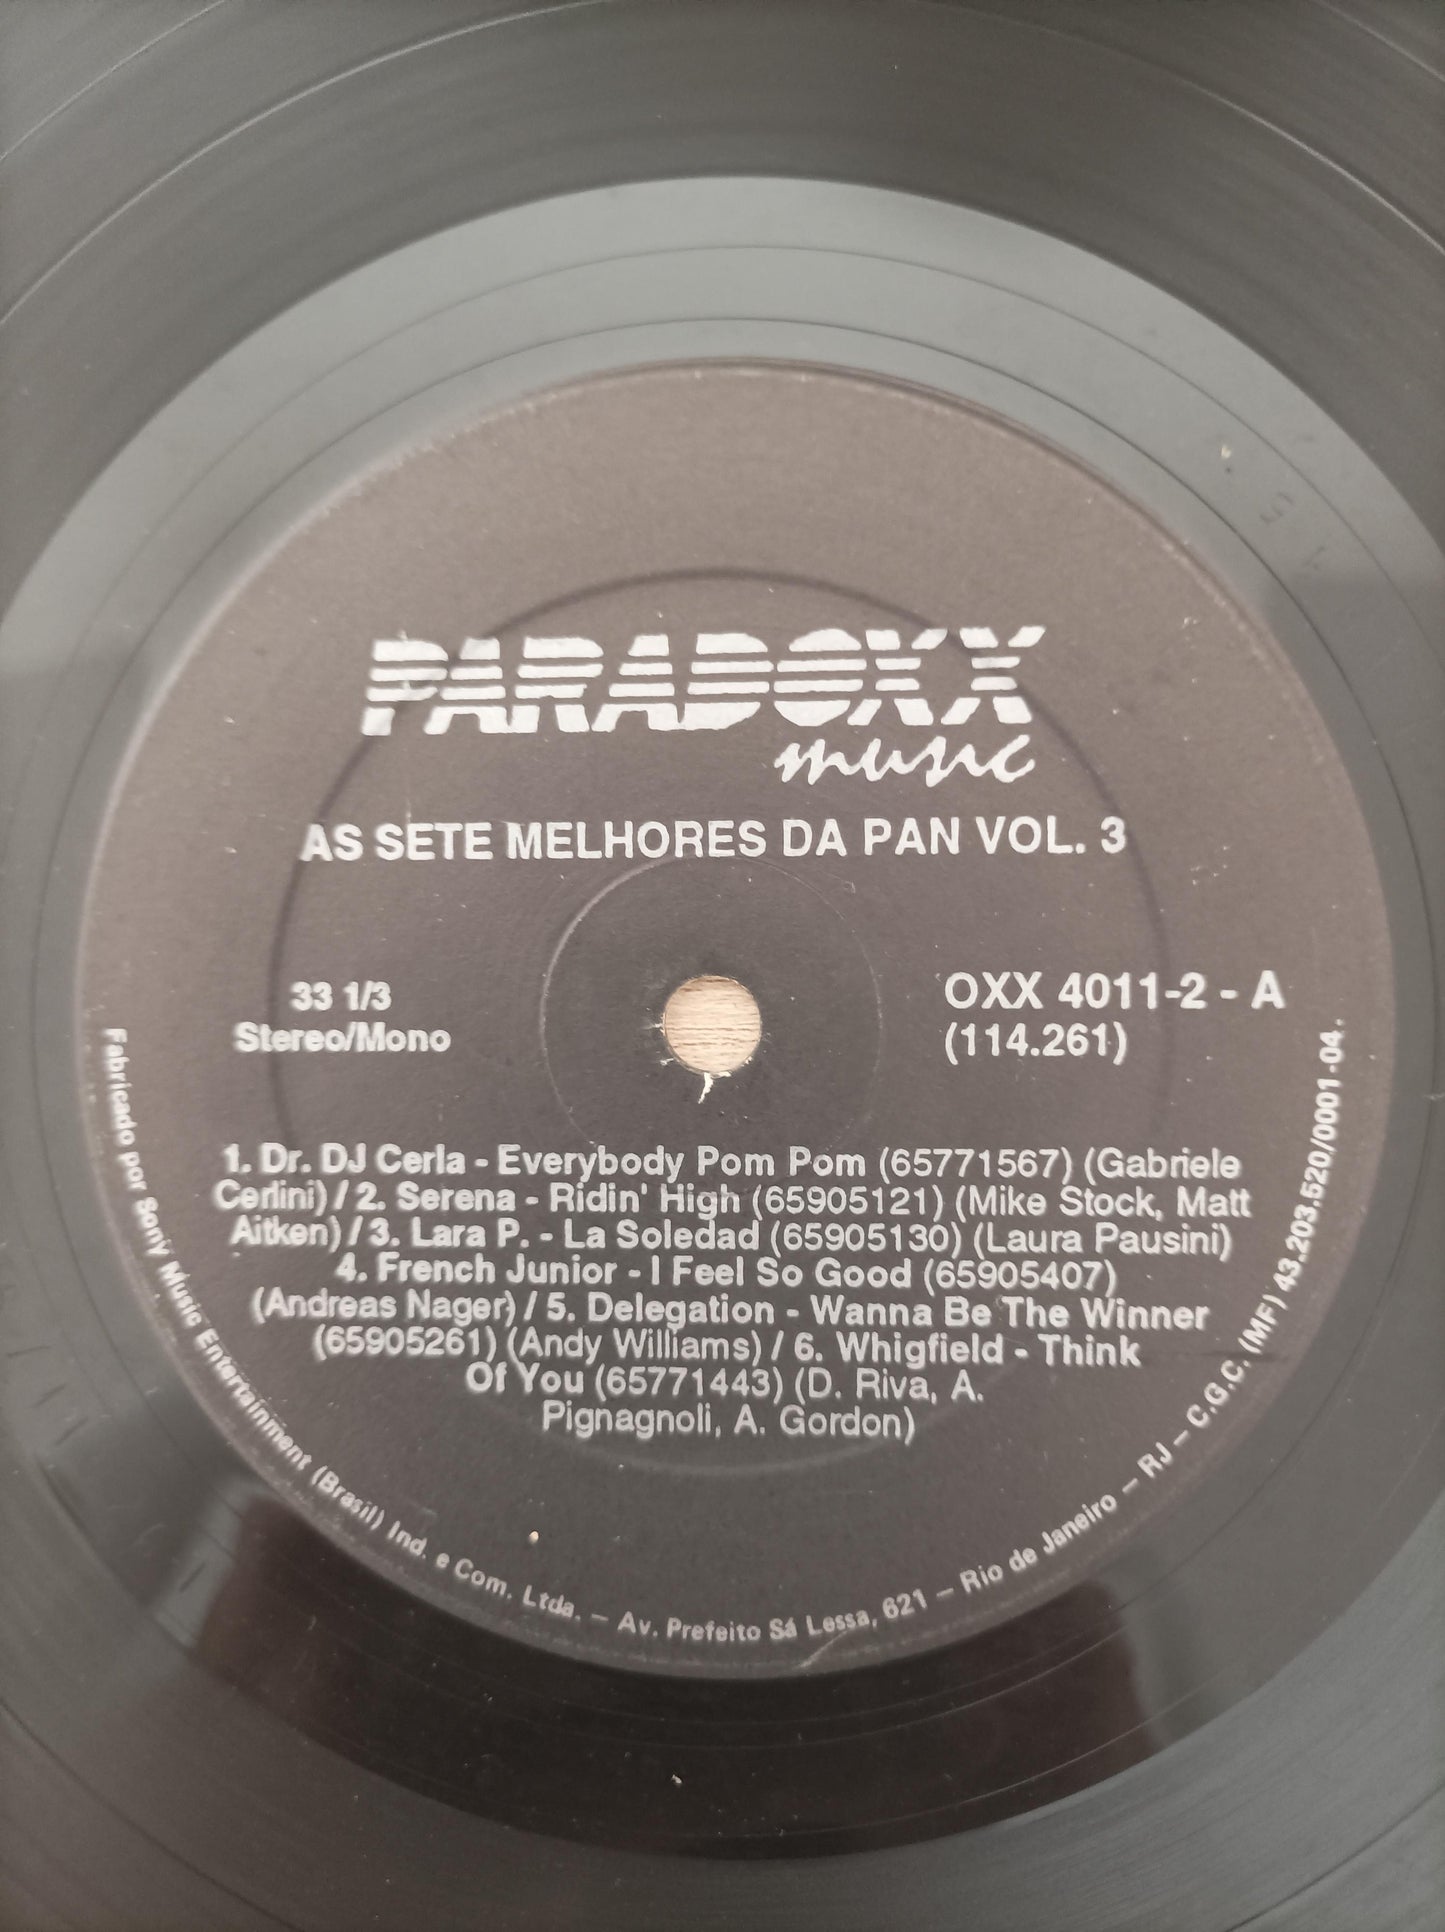 PARADOXX
music
AS SETE MELHORES DA PAN VOL. 3
33 1/3
Stereo/Mono
OXX 4011-2 - A
(114.261)
1. Dr. DJ Cerla - Everybody Pom Pom (65771567) (Gabriele
Cerlini) / 2. Serena - Ridin' High (65905121) (Mike Stock, Matt
Aitken) / 3. Lara P. - La Soledad (65905130) (Laura Pausini)
4. French Junior - I Feel So Good (65905407)
(Andreas Nager) / 5. Delegation - Wanna Be The Winner
(65905261) (Andy Williams) / 6. Whigfield - Think
Of You (65771443) (D. Riva, A.
Pignagnoli, A. Gordon)
Fabricado por Sony Music Entertainment (Brasil) Ind. e Com. Ltda. – Av. Prefeito Sá Lessa, 621 – Rio de Janeiro – RJ – C.G.C. (MF) 43.203.520/0001-04.